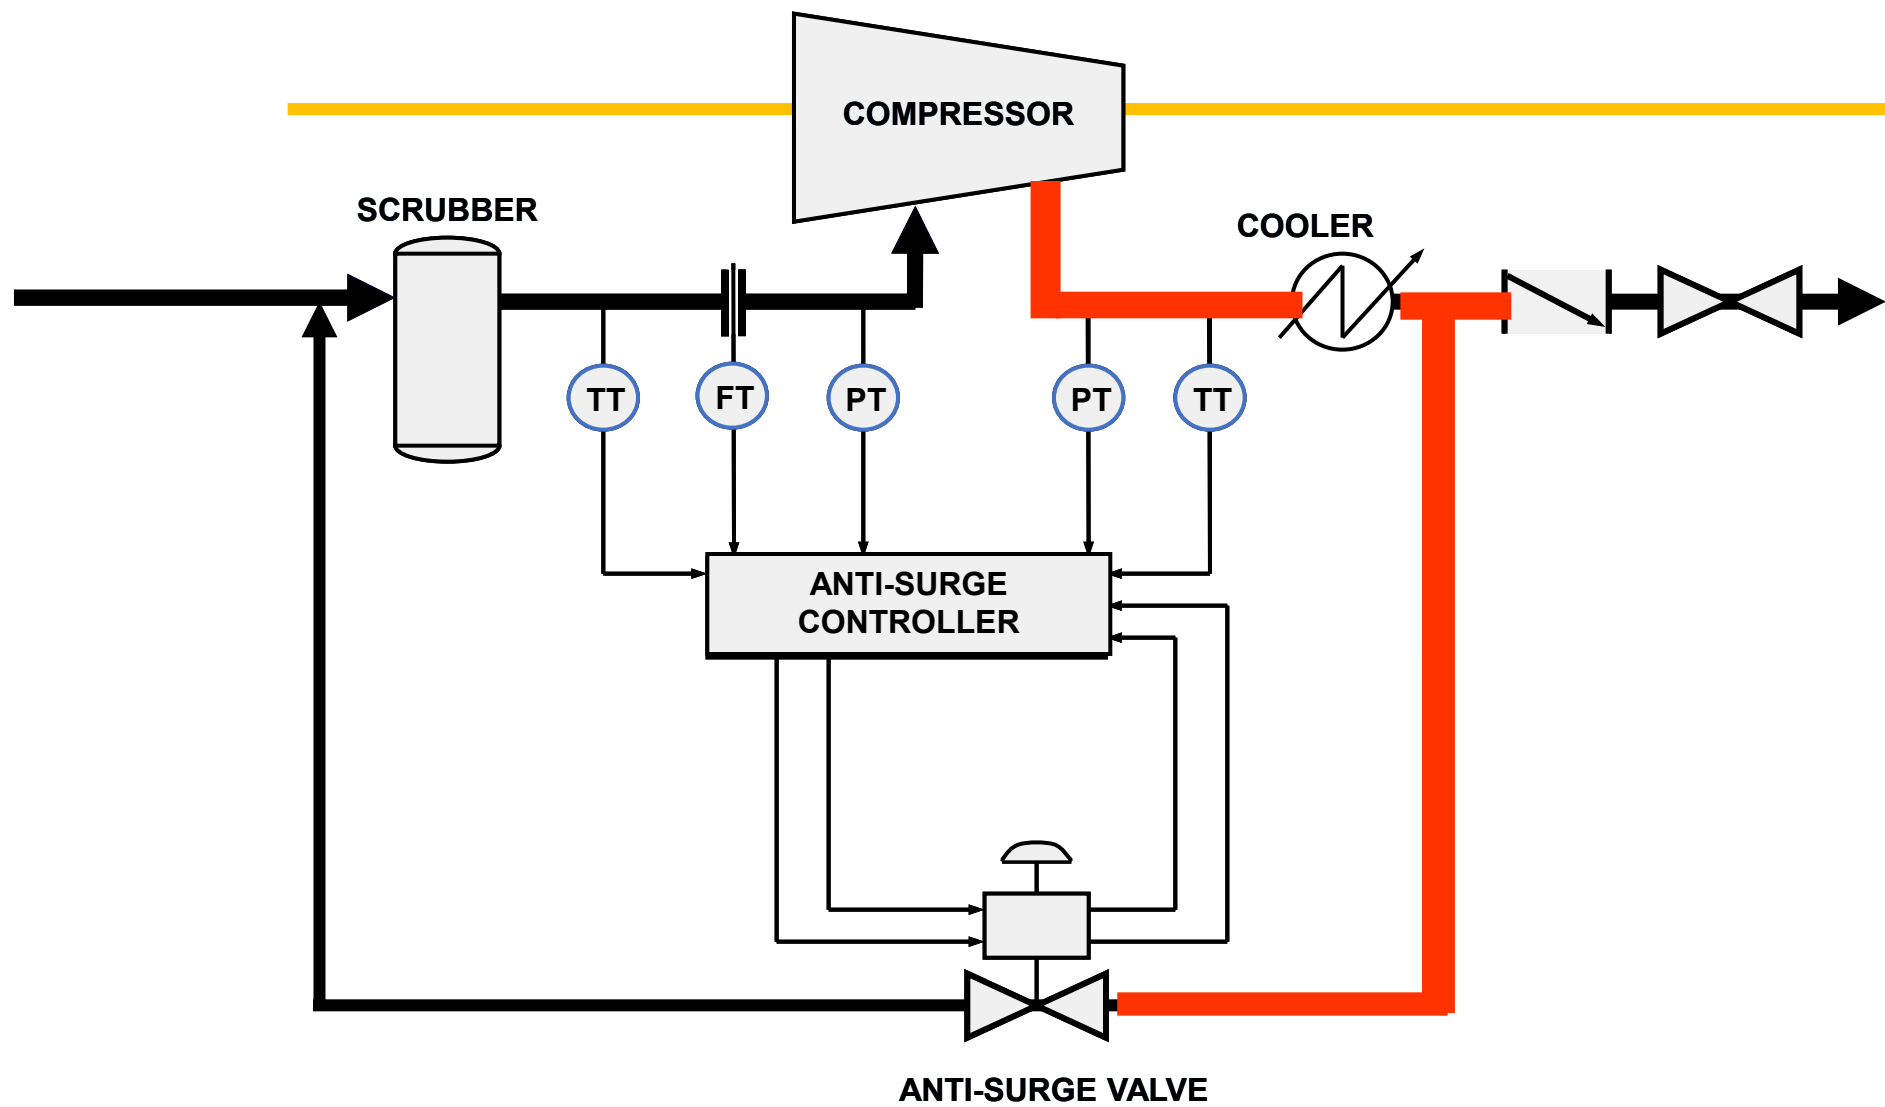 COMPRESSOR
SCRUBBER
COOLER
TT
FT
PT
PT
TT
ANTI-SURGE
CONTROLLER
ANTI-SURGE VALVE